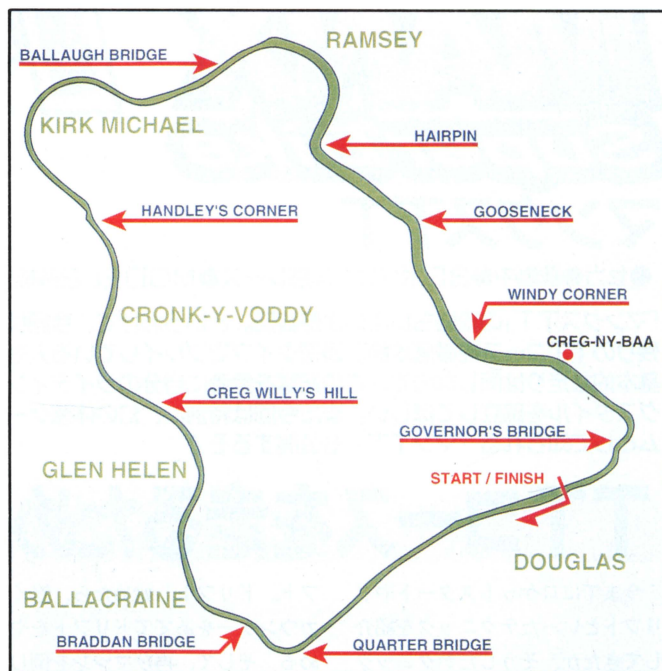 RAMSEY
BALLAUGH BRIDGE
KIRK MICHAEL
HAIRPIN
HANDLEY'S CORNER
GOOSENECK
WINDY CORNER
CRONK-Y-VODDY
CREG-NY-BAA
CREG WILLY'S HILL
GOVERNOR'S BRIDGE
GLEN HELEN
START / FINISH
DOUGLAS
BALLACRAINE
BRADDAN BRIDGE
QUARTER BRIDGE